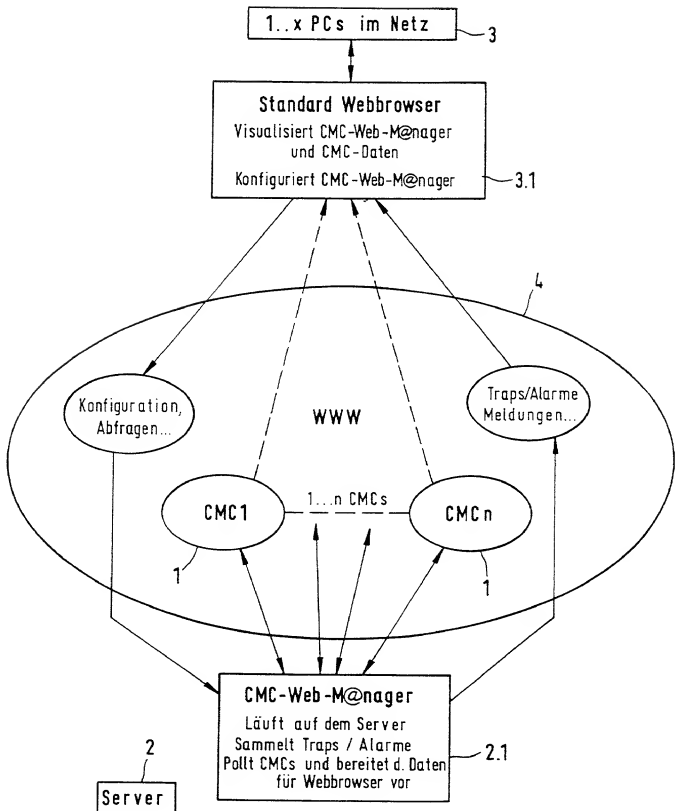 1..x PCs im Netz
3
Standard Webbrowser
Visualisiert CMC-Web-M@nager
und CMC-Daten
Konfiguriert CMC-Web-M@nager
3.1
4
Konfiguration,
Abfragen...
WWW
Traps/Alarme
Meldungen...
CMC1
1...n CMCs
CMCn
1
1
CMC-Web-M@nager
Läuft auf dem Server
Sammelt Traps / Alarme
Pollt CMCs und bereitet d. Daten
für Webbrowser vor
2.1
2
Server